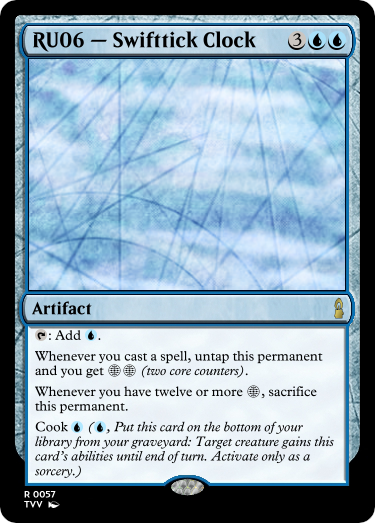 RU06 — Swifttick Clock 3
Artifact
: Add .
Whenever you cast a spell, untap this permanent
and you get (two core counters).
Whenever you have twelve or more , sacrifice
this permanent.
Cook ( , Put this card on the bottom of your
library from your graveyard: Target creature gains this
card's abilities until end of turn. Activate only as a
sorcery.)
R 0057
TVV